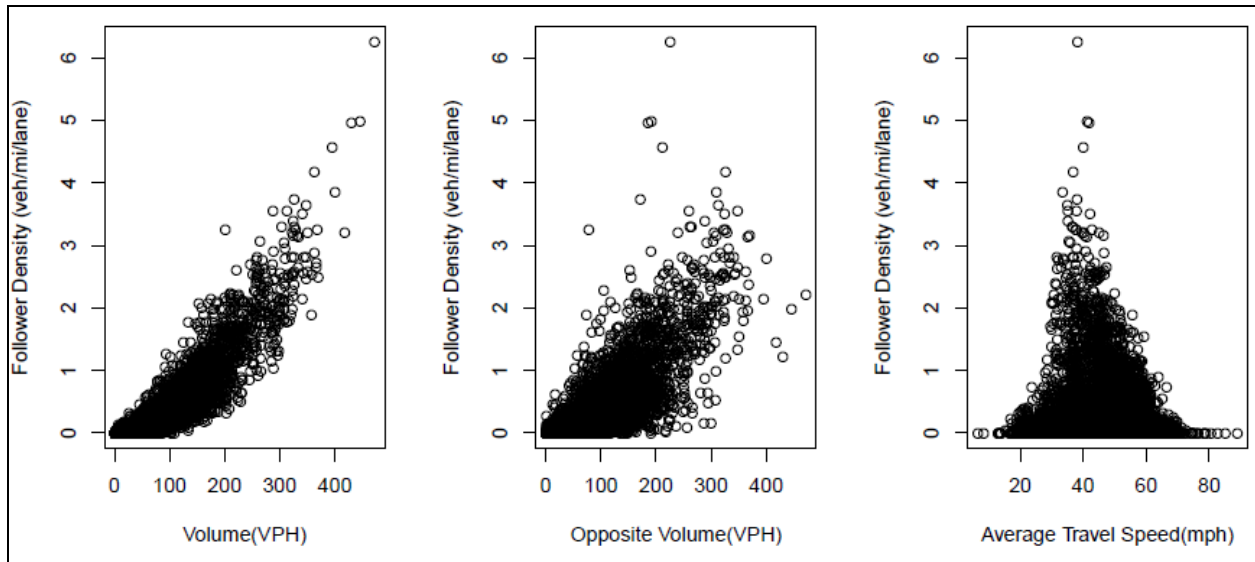 Follower Density (veh/mi/lane)
6
5
4
3
2
1
0
0 100 200 300 400
Volume(VPH)
Follower Density (veh/mi/lane)
6
5
4
3
2
1
0
0 100 200 300 400
Opposite Volume(VPH)
Follower Density (veh/mi/lane)
6
5
4
3
2
1
0
20 40 60 80
Average Travel Speed(mph)